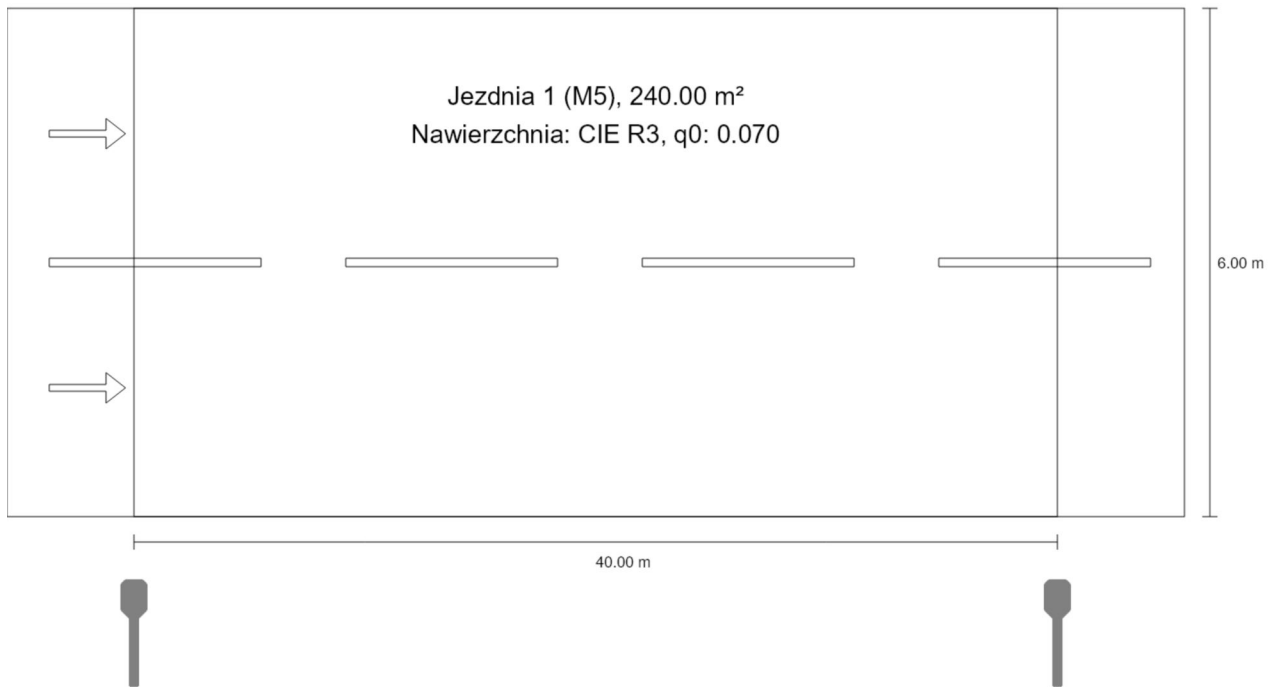 Jezdnia 1 (M5), 240.00 m²
Nawierzchnia: CIE R3, q0: 0.070
6.00 m
40.00 m